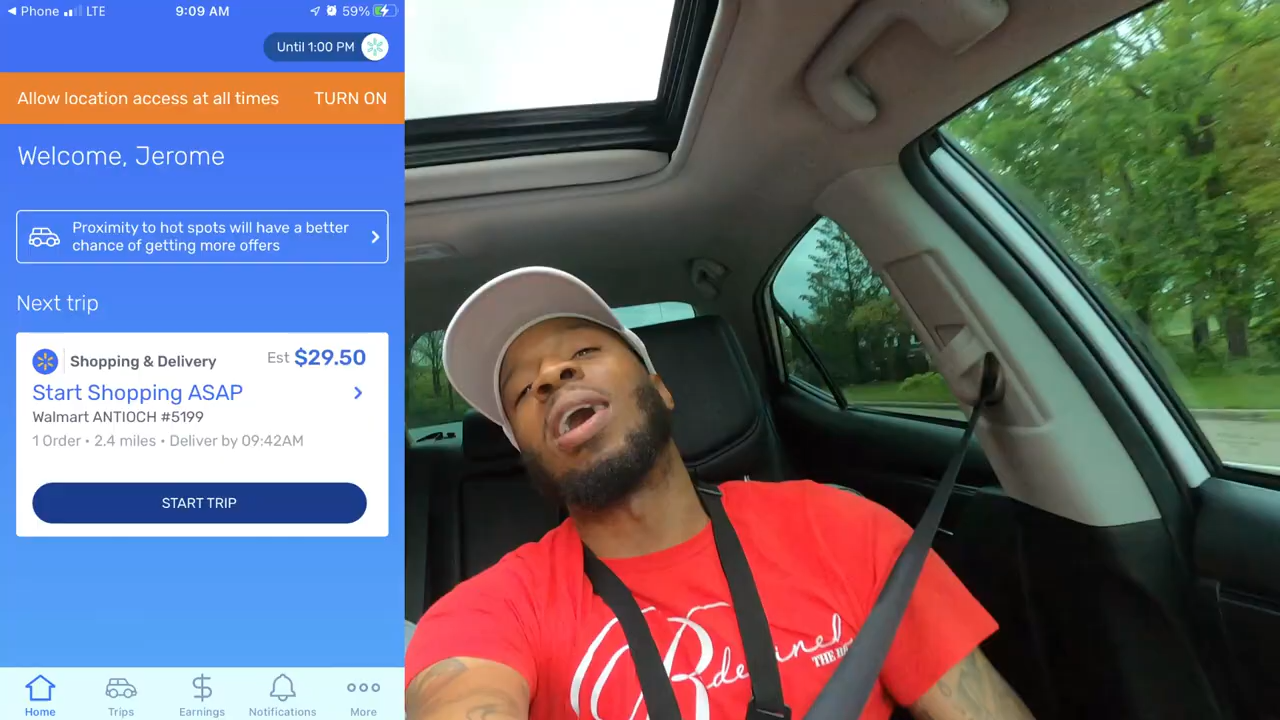 Phone LTE 9:09 AM 59%
Until 1:00 PM
Allow location access at all times TURN ON
Welcome, Jerome
Proximity to hot spots will have a better
chance of getting more offers
Next trip
Shopping & Delivery Est $29.50
Start Shopping ASAP
Walmart ANTIOCH #5199
1 Order • 2.4 miles • Deliver by 09:42AM
START TRIP
Home Trips Earnings Notifications More
THE